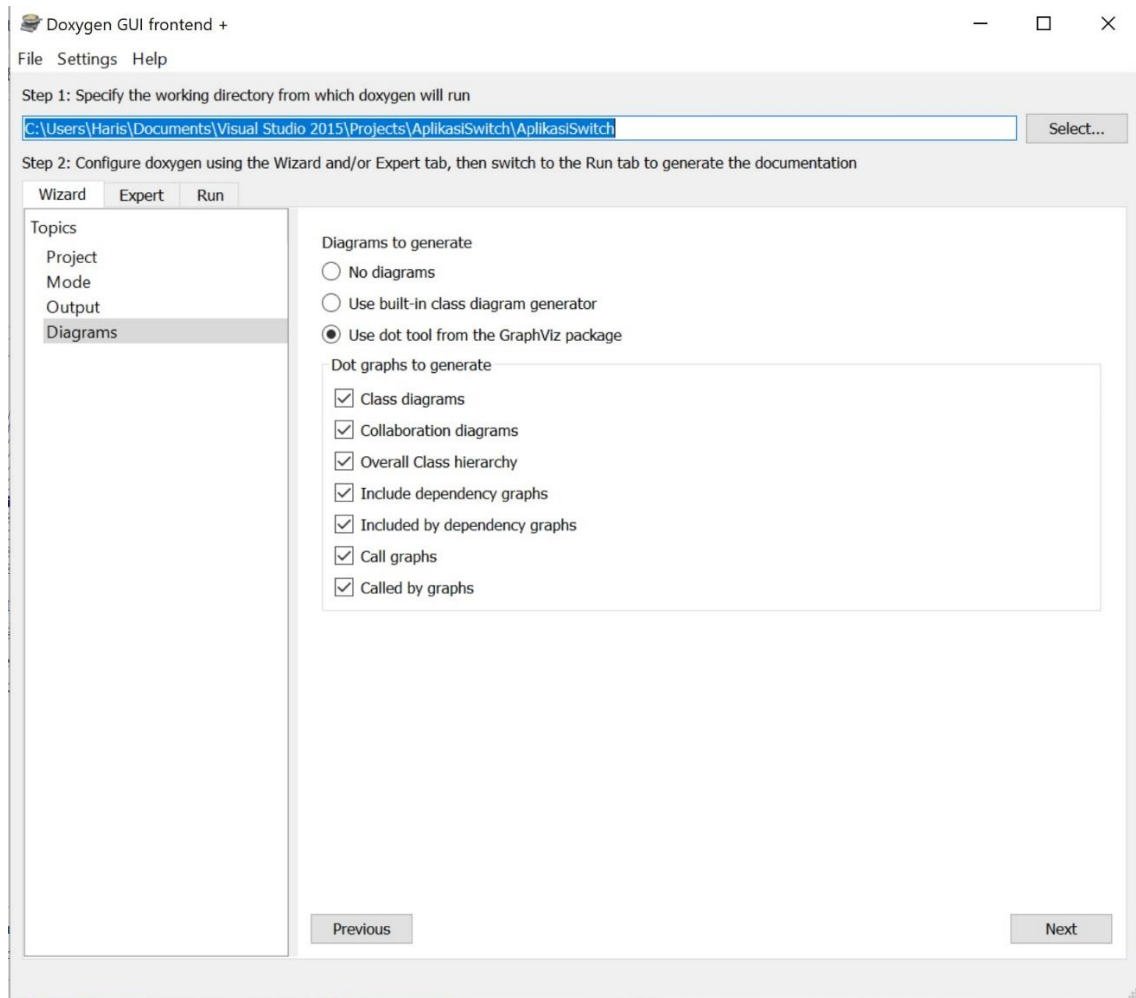 Doxygen GUI frontend +
File Settings Help
Step 1: Specify the working directory from which doxygen will run
C:\Users\Haris\Documents\Visual Studio 2015\Projects\AplikasiSwitch\AplikasiSwitch
Select...
Step 2: Configure doxygen using the Wizard and/or Expert tab, then switch to the Run tab to generate the documentation
Wizard Expert Run
Topics
Project
Mode
Output
Diagrams
Diagrams to generate
No diagrams
Use built-in class diagram generator
Use dot tool from the GraphViz package
Dot graphs to generate
Class diagrams
Collaboration diagrams
Overall Class hierarchy
Include dependency graphs
Included by dependency graphs
Call graphs
Called by graphs
Previous
Next